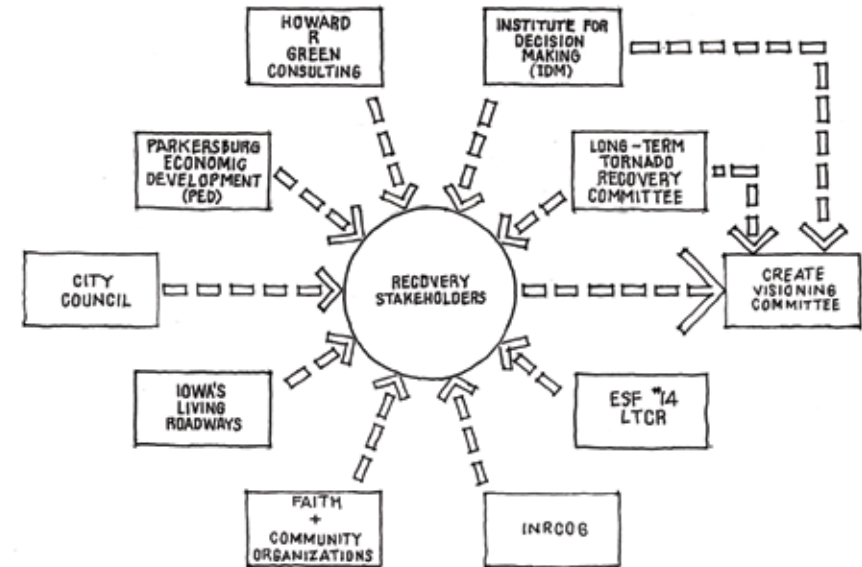 HOWARD
R
GREEN
CONSULTING
INSTITUTE FOR
DECISION
MAKING
(IDM)
PARKERSBURG
ECONOMIC
DEVELOPMENT
(PED)
LONG-TERM
TORNADO
RECOVERY
COMMITTEE
CITY
COUNCIL
RECOVERY
STAKEHOLDERS
CREATE
VISIONING
COMMITTEE
IOWA'S
LIVING
ROADWAYS
ESF #14
LTCR
FAITH
+
COMMUNITY
ORGANIZATIONS
INRCOG